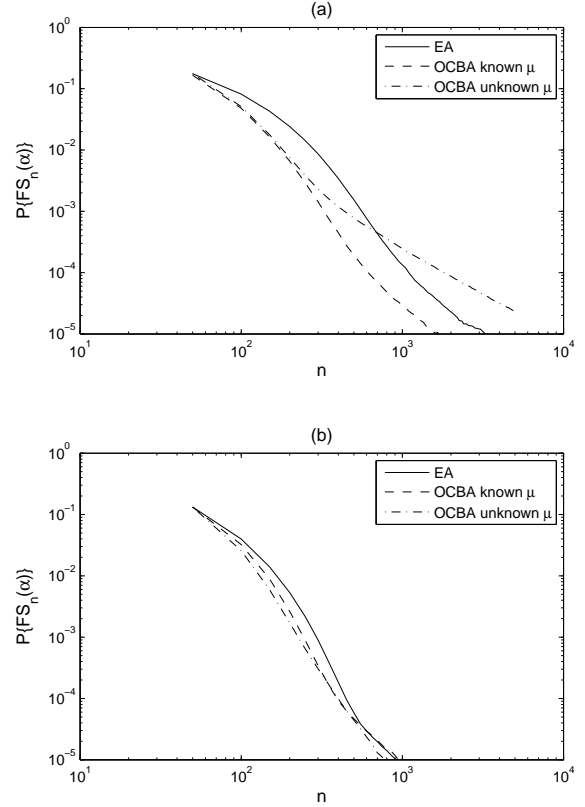 (a)
10^0
10^-1
10^-2
10^-3
10^-4
10^-5
P{FS_n(α)}
EA
OCBA known μ
OCBA unknown μ
10^1
10^2
10^3
10^4
n
(b)
10^0
10^-1
10^-2
10^-3
10^-4
10^-5
P{FS_n(α)}
EA
OCBA known μ
OCBA unknown μ
10^1
10^2
10^3
10^4
n